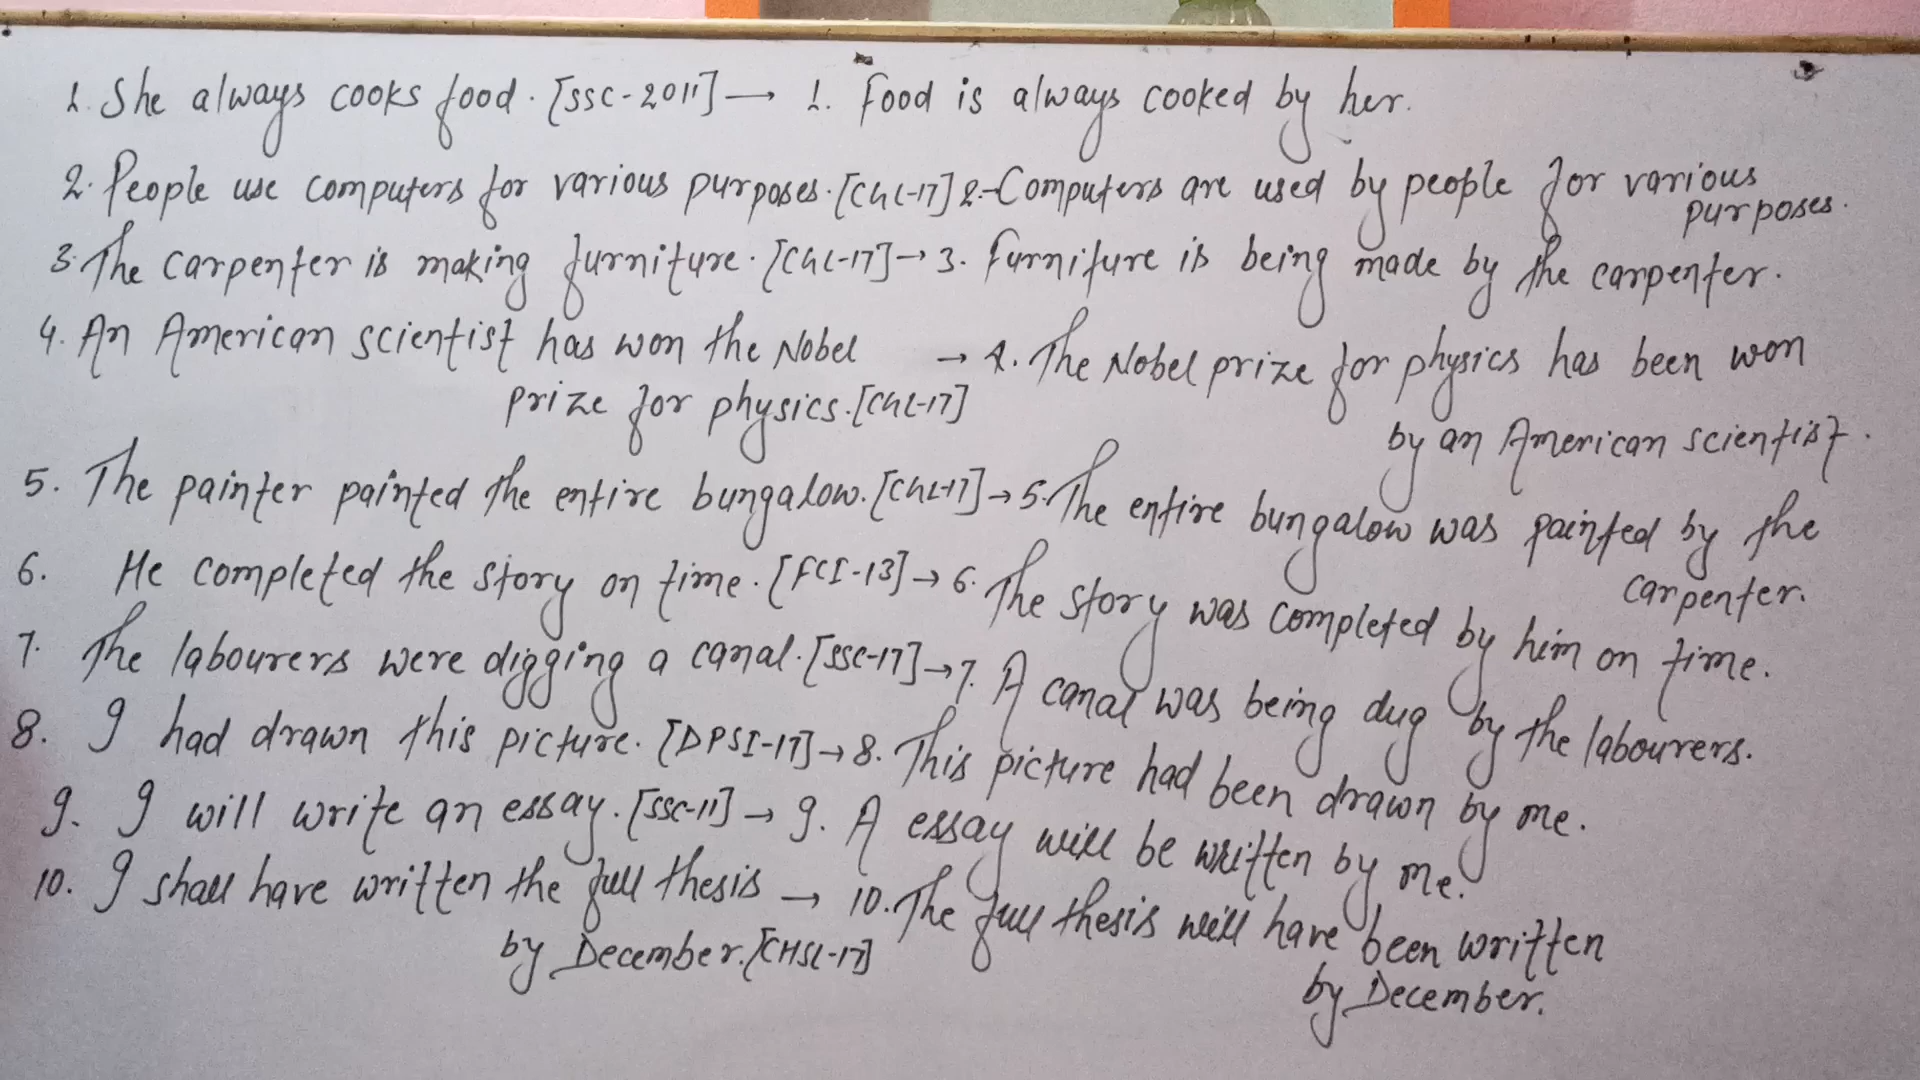 1. She always cooks food. [SSC-2011] → 1. Food is always cooked by her.
2. People use computers for various purposes. [CGL-17] 2.→Computers are used by people for various
purposes.
3. The carpenter is making furniture. [CGL-17] → 3. Furniture is being made by the carpenter.
4. An American scientist has won the Nobel → 4. The Nobel prize for physics has been won
prize for physics. [CGL-17]
by an American scientist.
5. The painter painted the entire bungalow. [CGL-17] → 5. The entire bungalow was painted by the
carpenter.
6. He completed the story on time. [FCI-13] → 6. The story was completed by him on time.
7. The labourers were digging a canal. [SSC-17] → 7. A canal was being dug by the labourers.
8. I had drawn this picture. [DPSI-17] → 8. This picture had been drawn by me.
9. I will write an essay. [SSC-11] → 9. A essay will be written by me.
10. I shall have written the full thesis → 10. The full thesis will have been written
by December. [CHSL-17]
by December.